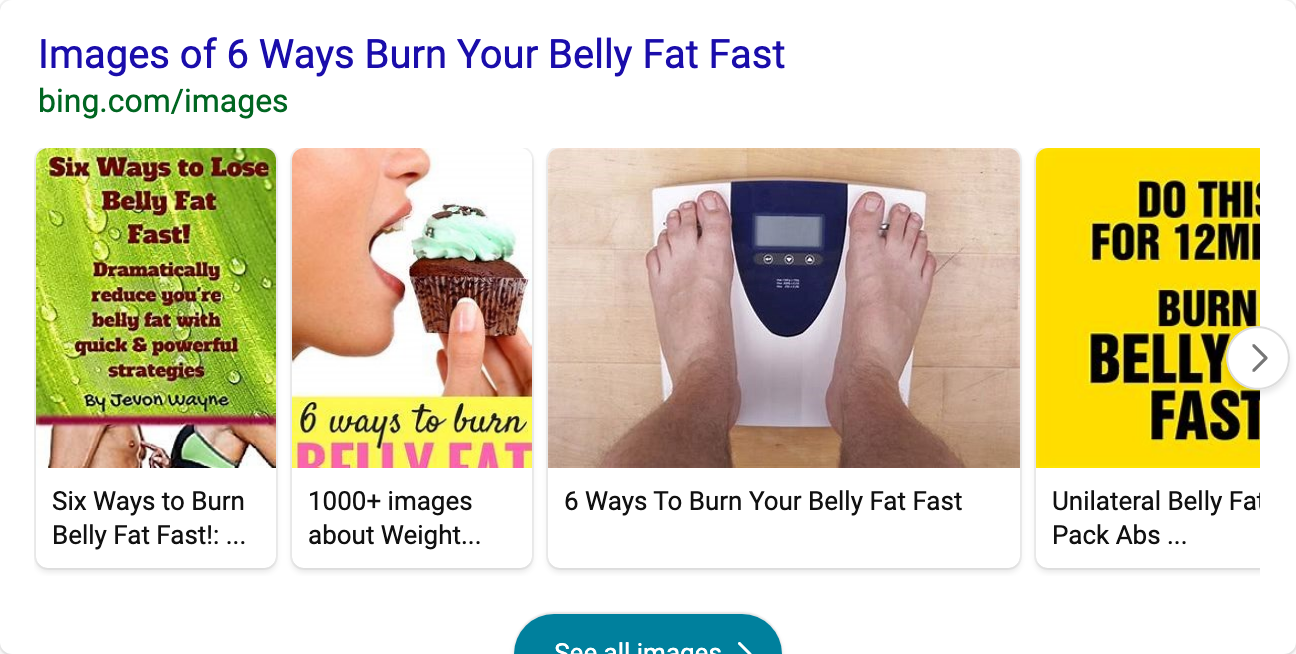 Images of 6 Ways Burn Your Belly Fat Fast
bing.com/images
Six Ways to Lose
Belly Fat
Fast!
Dramatically
reduce you're
belly fat with
quick & powerful
strategies
By Jevon Wayne
6 ways to burn
BELLY FAT
DO THIS
FOR 12MI
BURN
BELLY
FAST
Six Ways to Burn
Belly Fat Fast!: ...
1000+ images
about Weight...
6 Ways To Burn Your Belly Fat Fast
Unilateral Belly Fat
Pack Abs ...
See all images